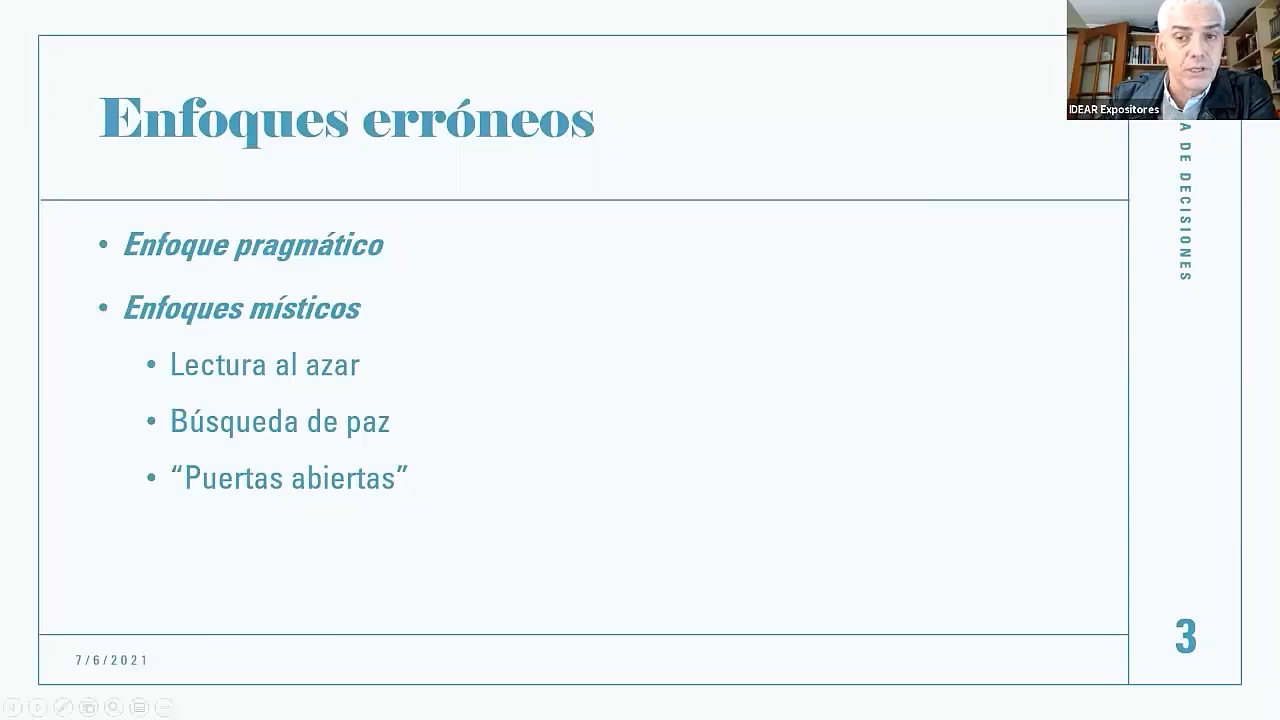 Enfoques erróneos
IDEAR Expositores
A DE DECISIONES
• Enfoque pragmático
• Enfoques místicos
• Lectura al azar
• Búsqueda de paz
• “Puertas abiertas”
3
7/6/2021